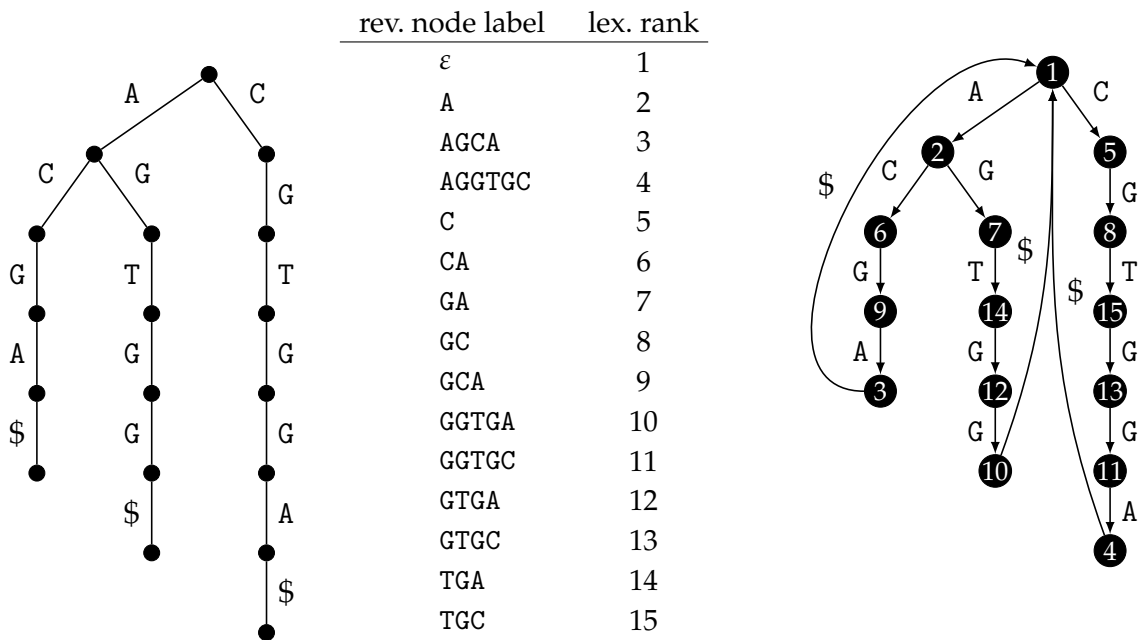 rev. node label lex. rank
ε 1
A 2
AGCA 3
AGGTGC 4
C 5
CA 6
GA 7
GC 8
GCA 9
GGTGA 10
GGTGC 11
GTGA 12
GTGC 13
TGA 14
TGC 15
A C
C G G
G T T
A G G
$ G G
$ A
$
1
A C
2 5
$ C G G
6 7 $ 8
G T $ T
9 14 15
A G G
3 12 13
G G
10 11
A
4